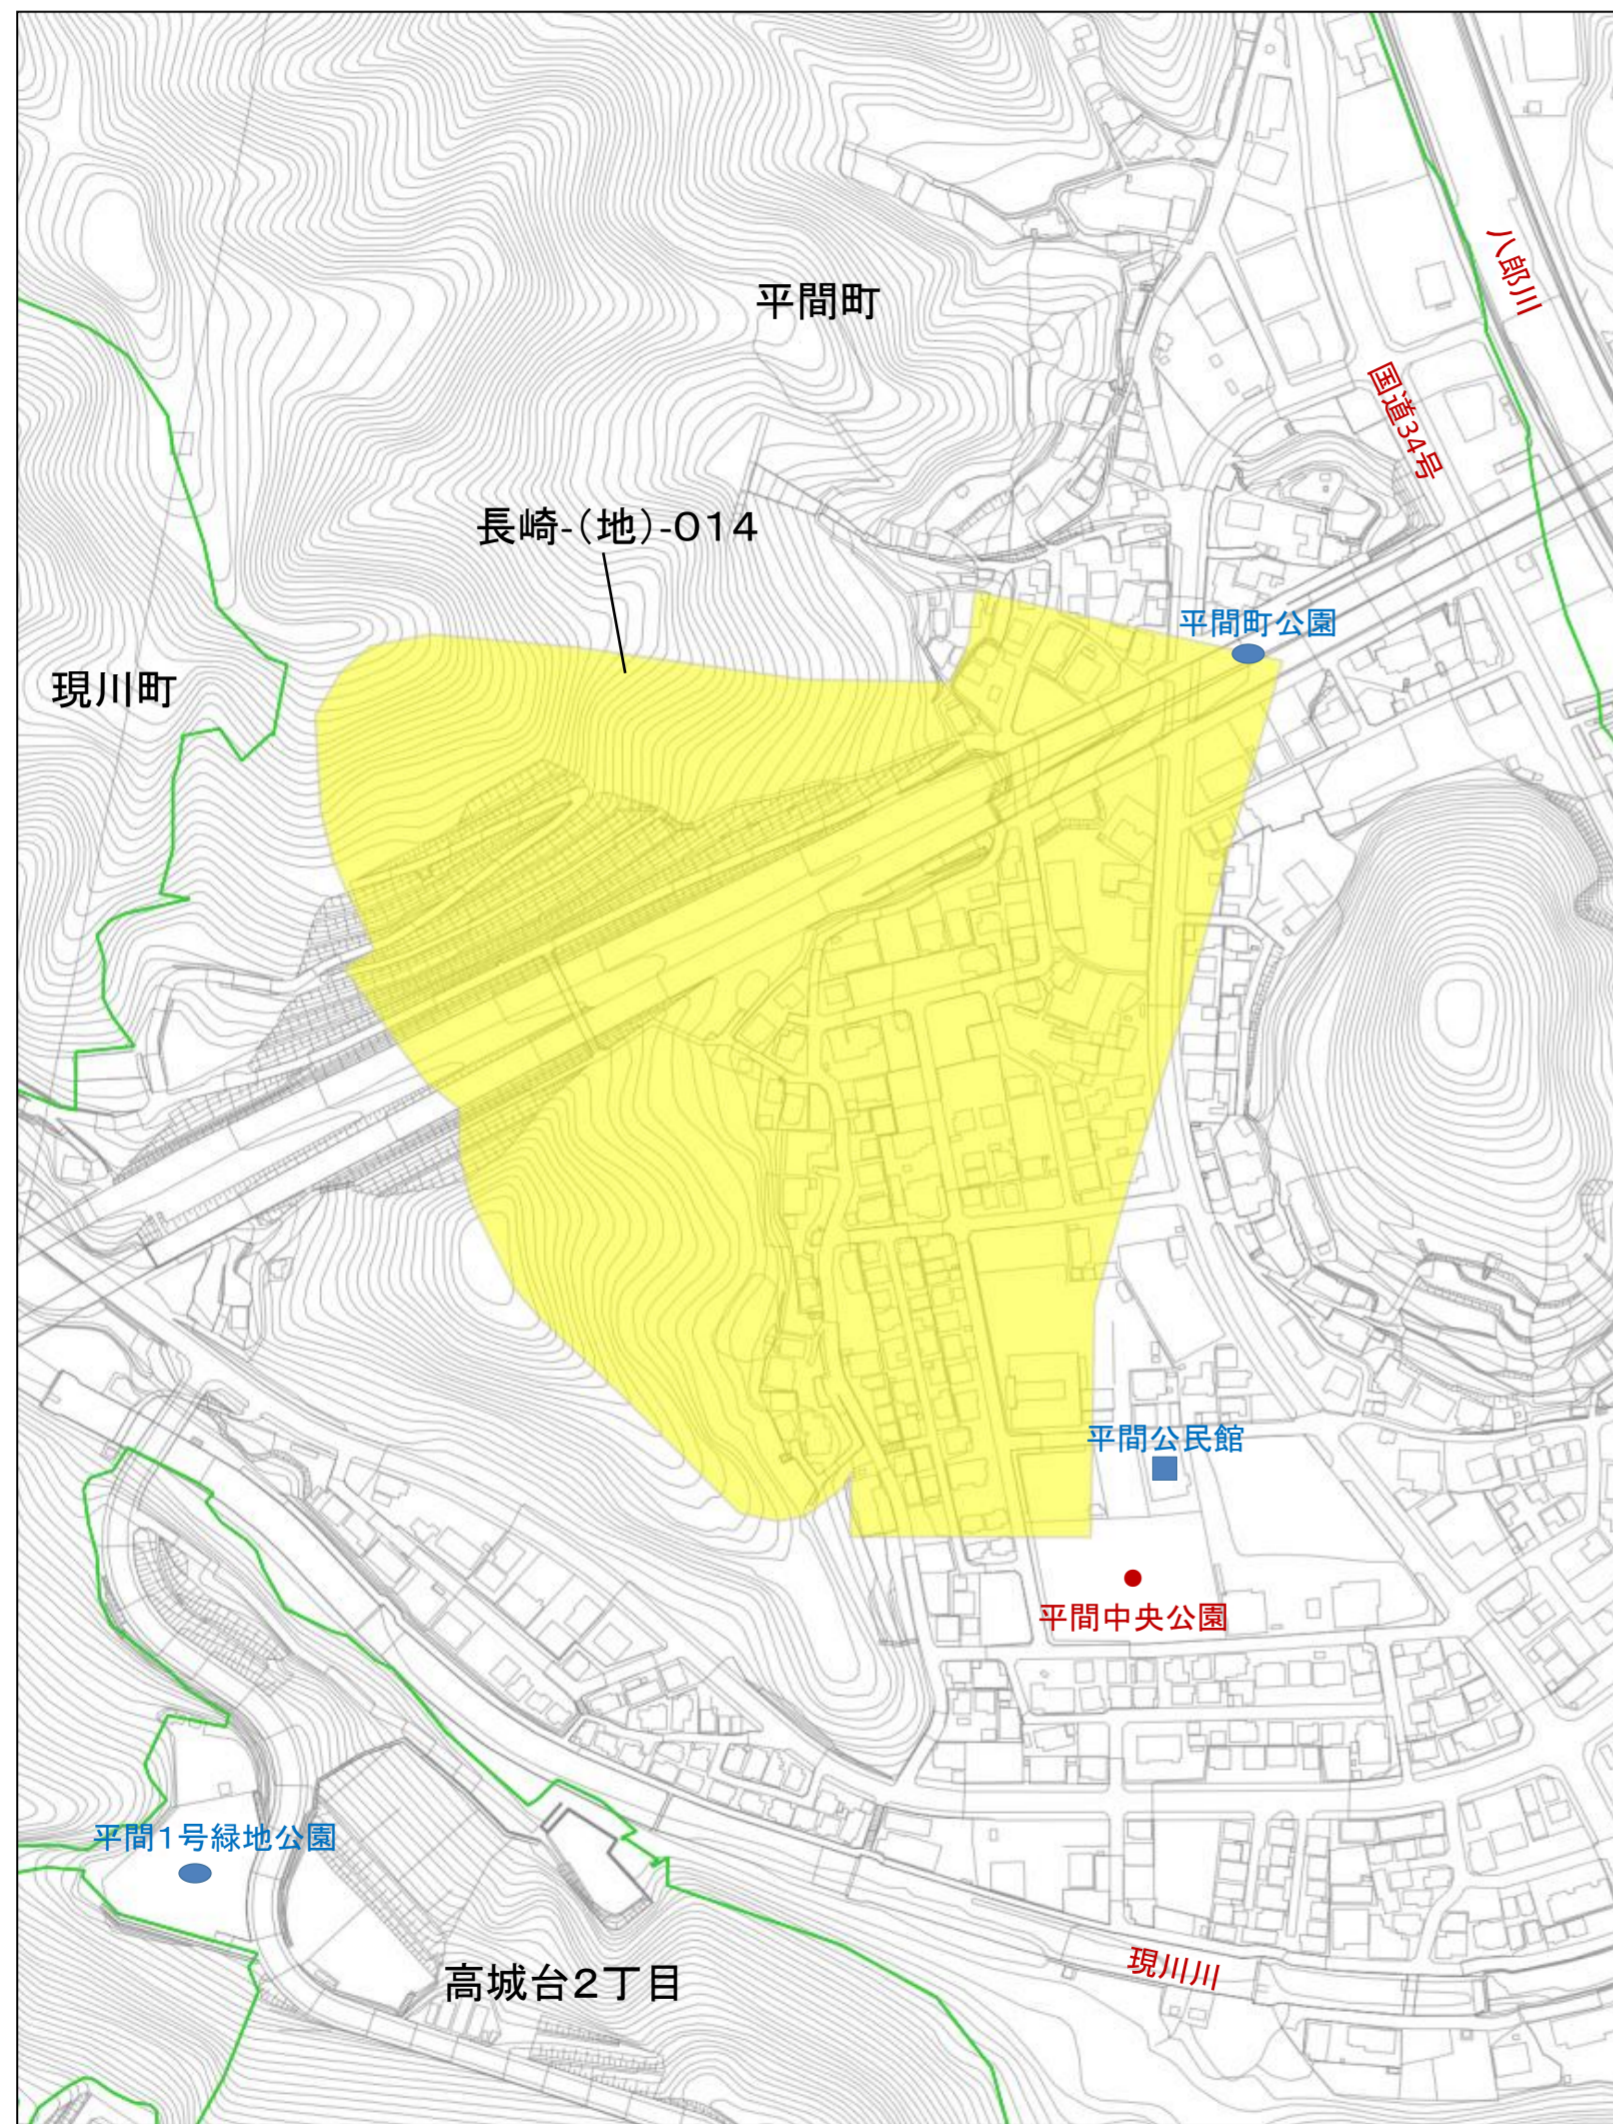 八郎川
平間町
国道34号
長崎-(地)-014
平間町公園
現川町
平間公民館
平間中央公園
平間1号緑地公園
現川川
高城台2丁目